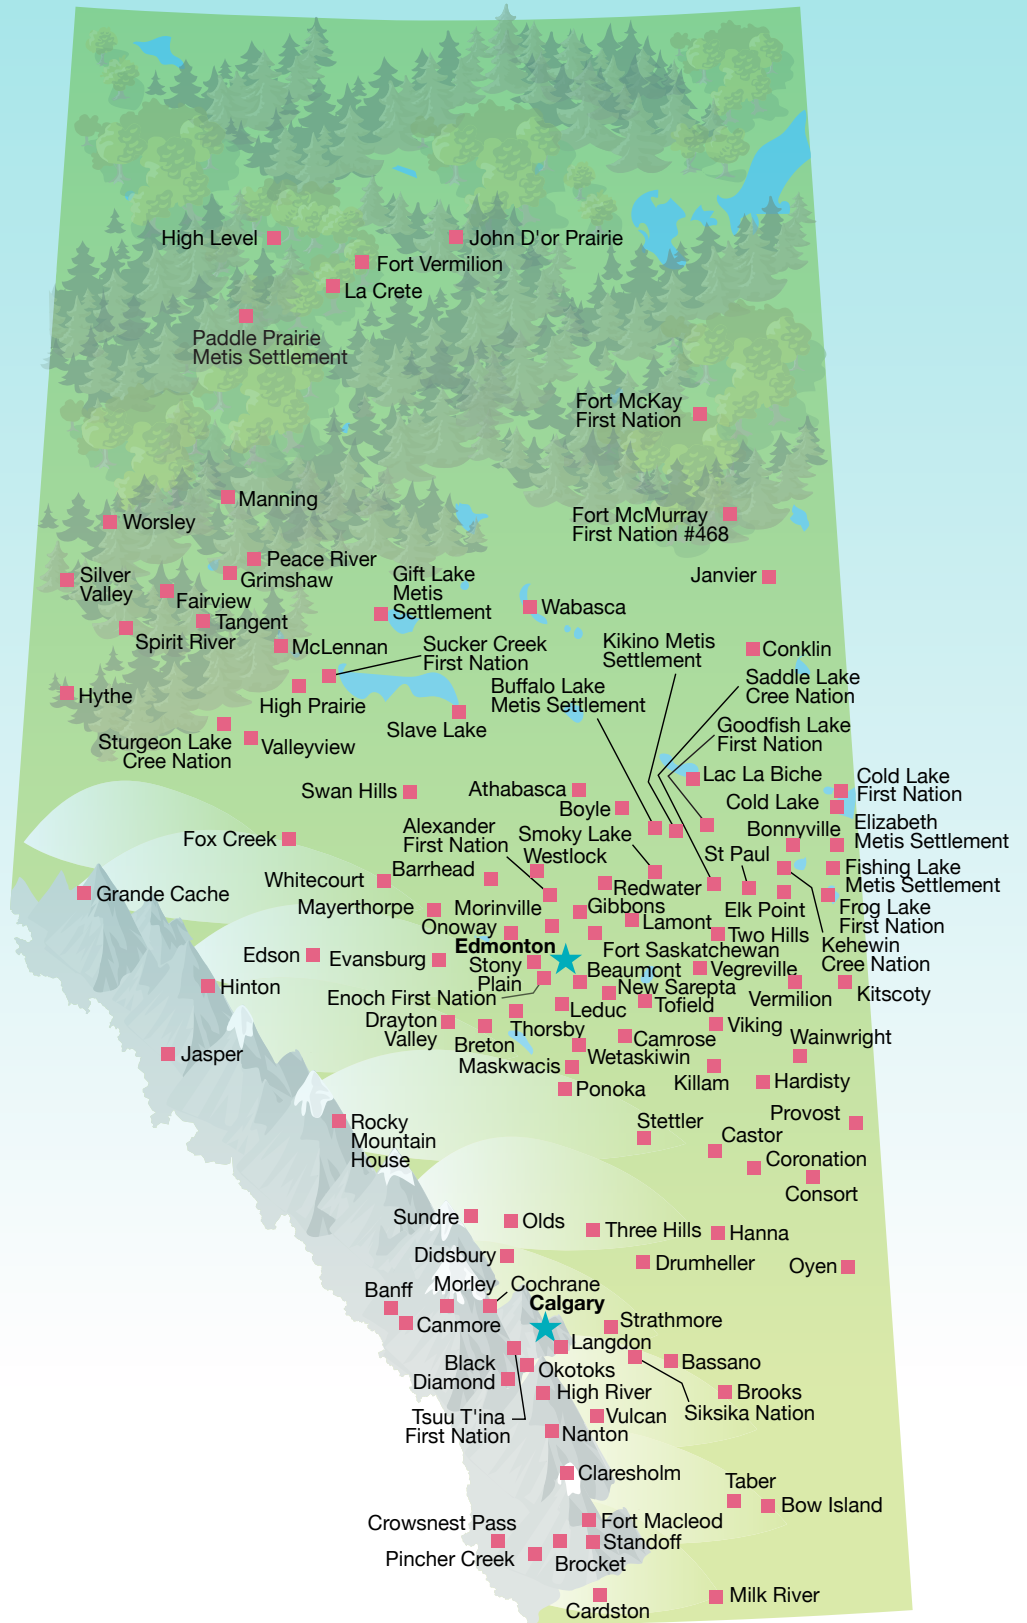 High Level
John D'or Prairie
Fort Vermilion
La Crete
Paddle Prairie
Metis Settlement
Fort McKay
First Nation
Manning
Worsley
Fort McMurray
First Nation #468
Peace River
Grimshaw
Silver
Valley
Fairview
Tangent
Spirit River
Gift Lake
Metis
Settlement
Wabasca
Janvier
McLennan
Sucker Creek
First Nation
Kikino Metis
Settlement
Conklin
Saddle Lake
Cree Nation
Hythe
High Prairie
Buffalo Lake
Metis Settlement
Goodfish Lake
First Nation
Slave Lake
Sturgeon Lake
Cree Nation
Valleyview
Swan Hills
Athabasca
Boyle
Lac La Biche
Cold Lake
First Nation
Cold Lake
Fox Creek
Alexander
First Nation
Smoky Lake
Westlock
Bonnyville
Elizabeth
Metis Settlement
St Paul
Fishing Lake
Metis Settlement
Whitecourt
Barrhead
Redwater
Grande Cache
Mayerthorpe
Morinville
Gibbons
Elk Point
Frog Lake
First Nation
Onoway
Lamont
Two Hills
Edmonton
Fort Saskatchewan
Kehewin
Cree Nation
Edson
Evansburg
Stony
Plain
Beaumont
Vegreville
Hinton
Enoch First Nation
New Sarepta
Vermilion
Kitscoty
Leduc
Tofield
Drayton
Valley
Breton
Thorsby
Camrose
Viking
Wainwright
Jasper
Wetaskiwin
Maskwacis
Killam
Hardisty
Ponoka
Rocky
Mountain
House
Stettler
Provost
Castor
Coronation
Consort
Sundre
Olds
Three Hills
Hanna
Didsbury
Drumheller
Oyen
Banff
Morley
Cochrane
Calgary
Canmore
Strathmore
Langdon
Black
Diamond
Okotoks
Bassano
High River
Brooks
Tsuu T'ina
First Nation
Vulcan
Siksika Nation
Nanton
Claresholm
Taber
Bow Island
Crowsnest Pass
Fort Macleod
Standoff
Pincher Creek
Brocket
Cardston
Milk River